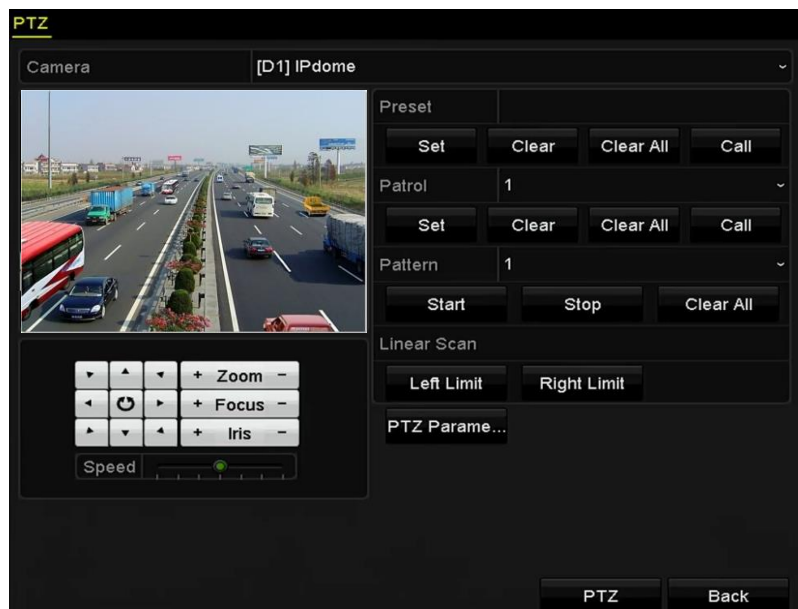 PTZ
Camera [D1] IPdome
Preset
Set Clear Clear All Call
Patrol 1
Set Clear Clear All Call
Pattern 1
Start Stop Clear All
Linear Scan
Left Limit Right Limit
PTZ Parame...
+ Zoom -
+ Focus -
+ Iris -
Speed
PTZ Back